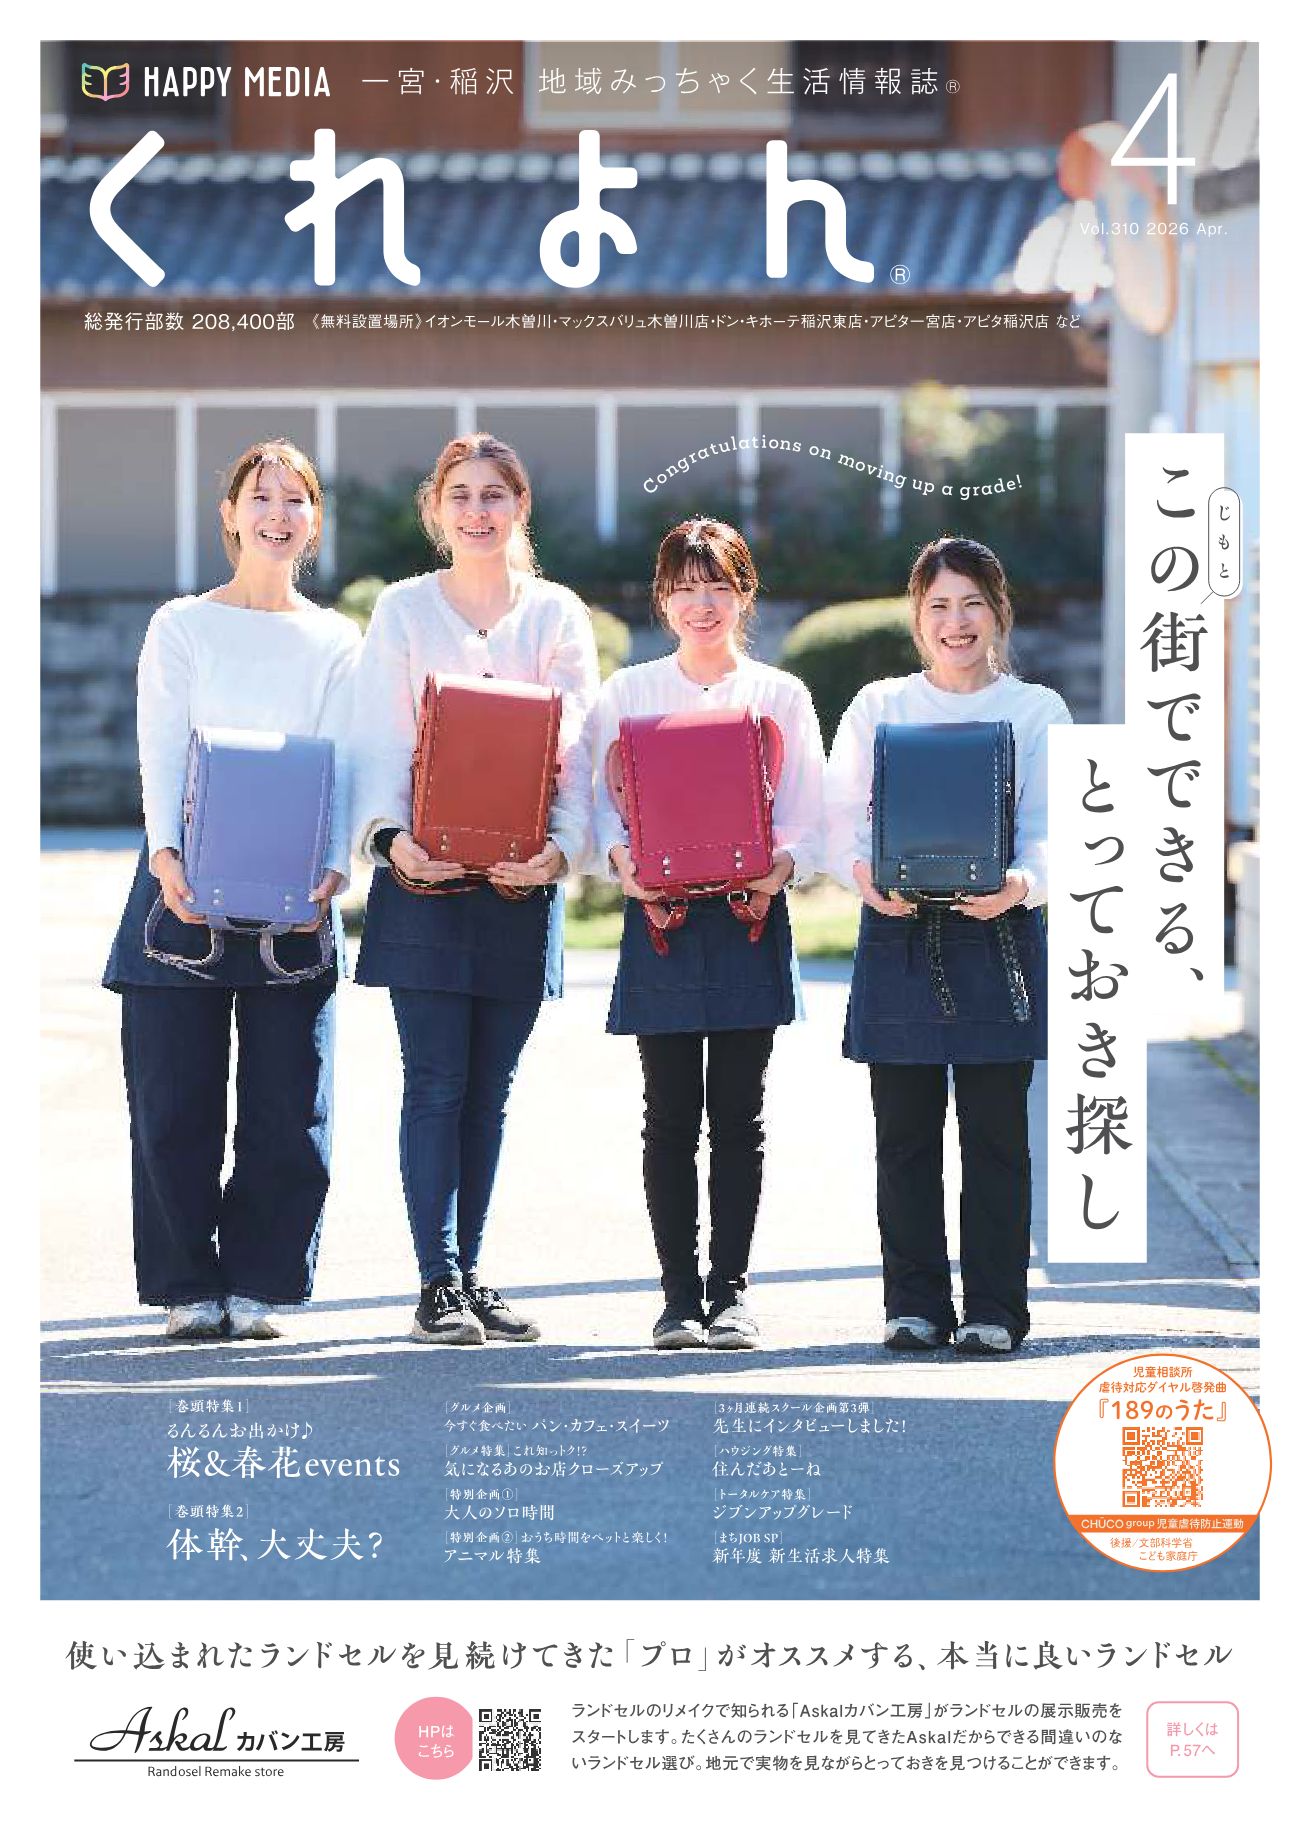 HAPPY MEDIA 一宮・稲沢 地域みっちゃく生活情報誌®
くれよん®
4
Vol.310 2026 Apr.
総発行部数 208,400部 《無料設置場所》イオンモール木曽川・マックスバリュ木曽川店・ドン・キホーテ稲沢東店・アピタ一宮店・アピタ稲沢店 など
Congratulations on moving up a grade!
じもと
この街でできる、
とっておき探し
[巻頭特集1]
るんるんお出かけ♪
桜&春花events
[巻頭特集2]
体幹、大丈夫?
[グルメ企画]
今すぐ食べたい パン・カフェ・スイーツ
[グルメ特集]これ知っトク!?
気になるあのお店クローズアップ
[特別企画①]
大人のソロ時間
[特別企画②]おうち時間をペットと楽しく!
アニマル特集
[3ヶ月連続スクール企画第3弾]
先生にインタビューしました!
[ハウジング特集]
住んだあとーね
[トータルケア特集]
ジブンアップグレード
[まちJOB SP]
新年度 新生活求人特集
児童相談所
虐待対応ダイヤル啓発曲
『189のうた』
CHŪCO group 児童虐待防止運動
後援/文部科学省
こども家庭庁
使い込まれたランドセルを見続けてきた「プロ」がオススメする、本当に良いランドセル
Askal カバン工房
Randosel Remake store
HPは
こちら
ランドセルのリメイクで知られる「Askalカバン工房」がランドセルの展示販売を
スタートします。たくさんのランドセルを見てきたAskalだからできる間違いのな
いランドセル選び。地元で実物を見ながらとっておきを見つけることができます。
詳しくは
P.57へ